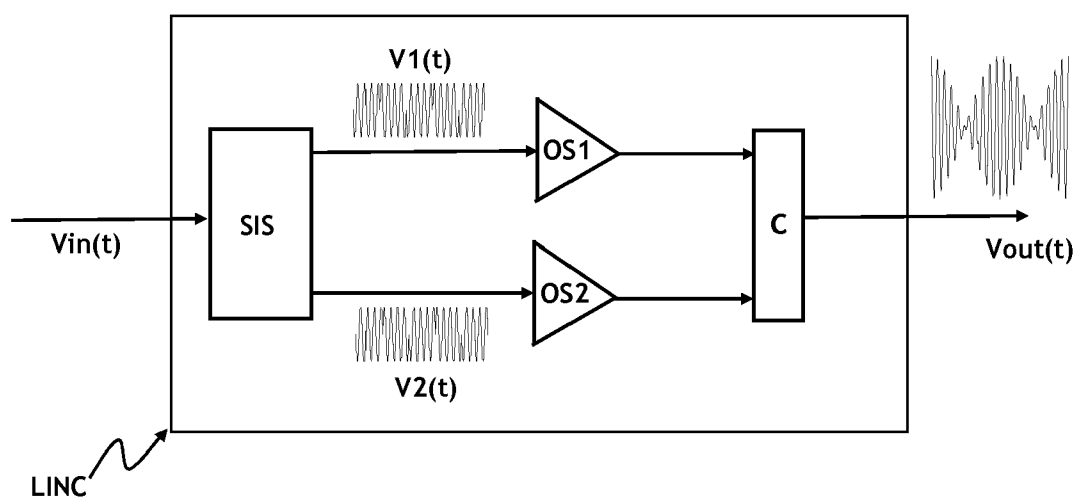 V1(t)
OS1
SIS
C
Vin(t)
Vout(t)
OS2
V2(t)
LINC